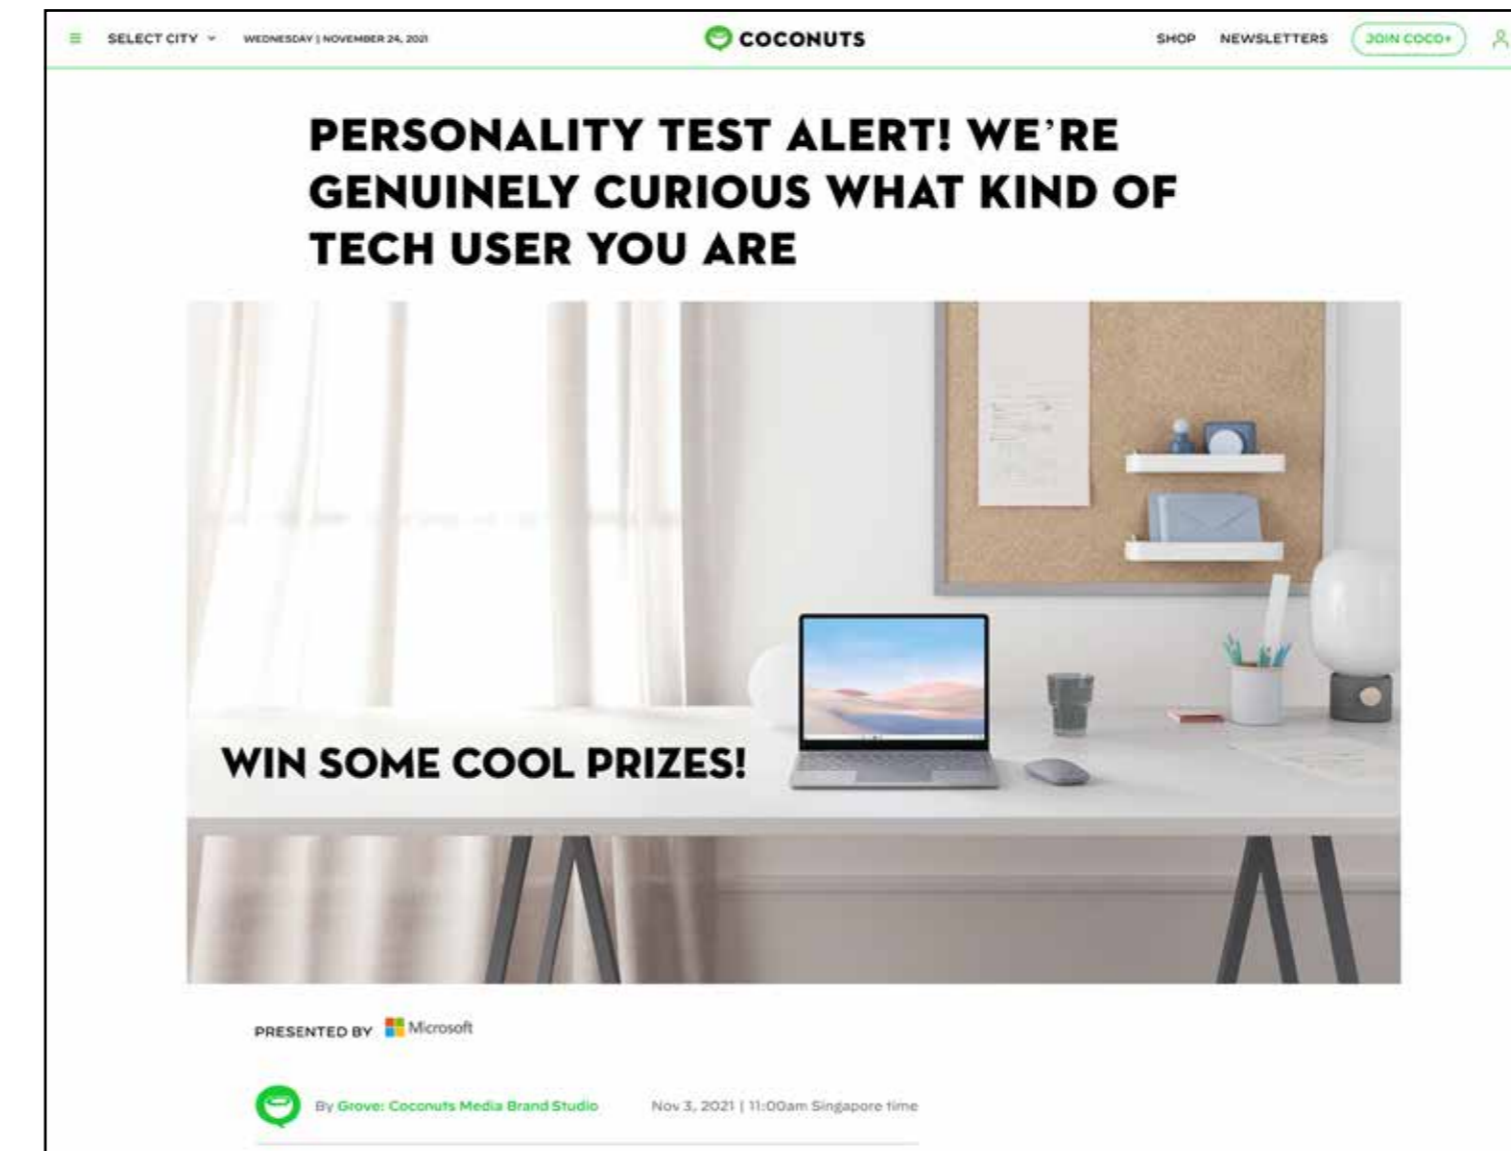 SELECT CITY
WEDNESDAY | NOVEMBER 24, 2021
COCONUTS
SHOP
NEWSLETTERS
JOIN COCO+
PERSONALITY TEST ALERT! WE’RE
GENUINELY CURIOUS WHAT KIND OF
TECH USER YOU ARE
WIN SOME COOL PRIZES!
PRESENTED BY Microsoft
By Grove: Coconuts Media Brand Studio
Nov 3, 2021 | 11:00am Singapore time